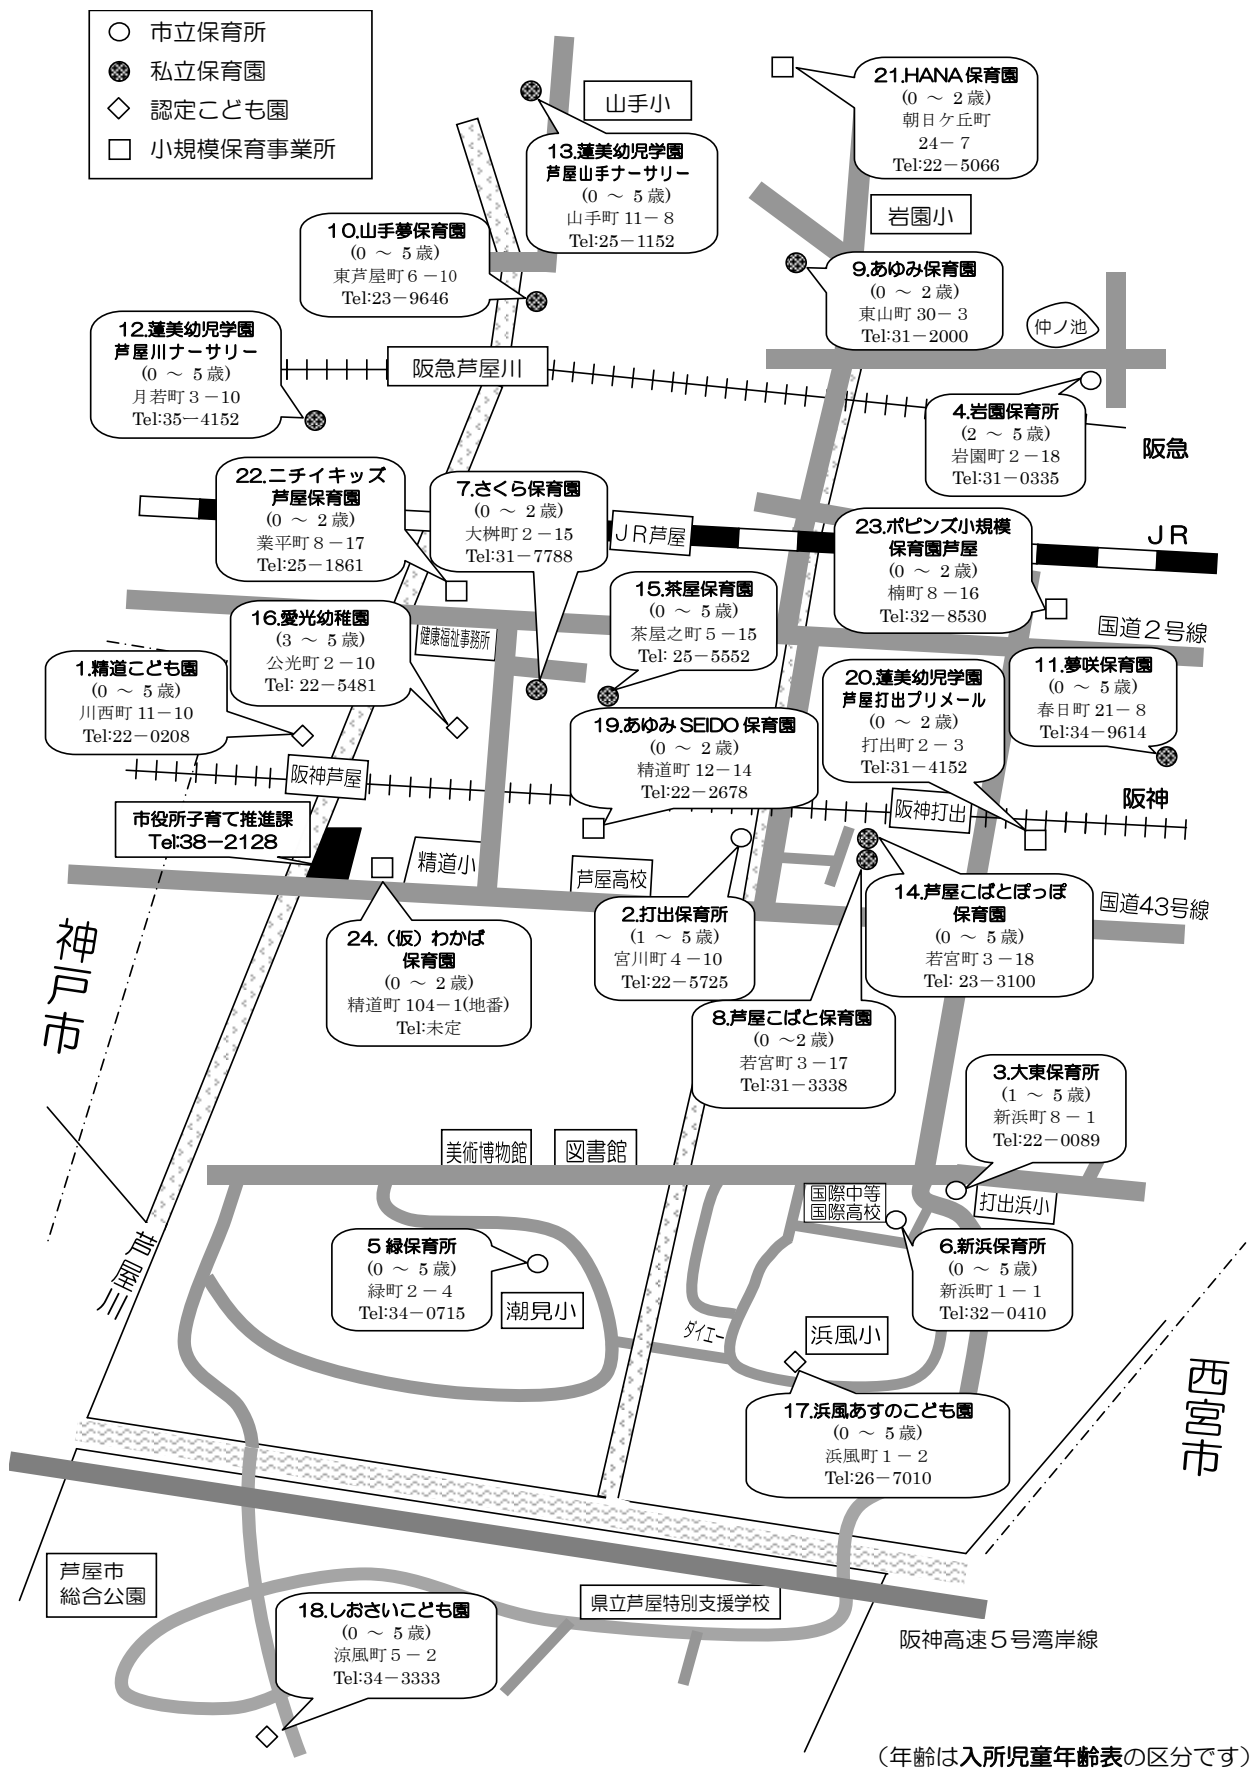 市立保育所
私立保育園
認定こども園
小規模保育事業所
山手小
21.HANA保育園
(0 ～ 2歳)
朝日ケ丘町
24－7
Tel:22－5066
13.蓮美幼児学園
芦屋山手ナーサリー
(0 ～ 5歳)
山手町11－8
Tel:25－1152
岩園小
10.山手夢保育園
(0 ～ 5歳)
東芦屋町6－10
Tel:23－9646
9.あゆみ保育園
(0 ～ 2歳)
東山町30－3
Tel:31－2000
仲ノ池
12.蓮美幼児学園
芦屋川ナーサリー
(0 ～ 5歳)
月若町3－10
Tel:35－4152
阪急芦屋川
4.岩園保育所
(2 ～ 5歳)
岩園町2－18
Tel:31－0335
阪急
22.ニチイキッズ
芦屋保育園
(0 ～ 2歳)
業平町8－17
Tel:25－1861
7.さくら保育園
(0 ～ 2歳)
大桝町2－15
Tel:31－7788
JR芦屋
23.ポピンズ小規模
保育園芦屋
(0 ～ 2歳)
楠町8－16
Tel:32－8530
JR
15.茶屋保育園
(0 ～ 5歳)
茶屋之町5－15
Tel: 25－5552
16.愛光幼稚園
(3 ～ 5歳)
公光町2－10
Tel: 22－5481
健康福祉事務所
国道2号線
1.精道こども園
(0 ～ 5歳)
川西町11－10
Tel:22－0208
20.蓮美幼児学園
芦屋打出プリメール
(0 ～ 2歳)
打出町2－3
Tel:31－4152
11.夢咲保育園
(0 ～ 5歳)
春日町21－8
Tel:34－9614
19.あゆみSEIDO保育園
(0 ～ 2歳)
精道町12－14
Tel:22－2678
阪神芦屋
阪神打出
阪神
市役所子育て推進課
Tel:38－2128
精道小
芦屋高校
14.芦屋こばとぽっぽ
保育園
(0 ～ 5歳)
若宮町3－18
Tel: 23－3100
国道43号線
2.打出保育所
(1 ～ 5歳)
宮川町4－10
Tel:22－5725
24.（仮）わかば
保育園
(0 ～ 2歳)
精道町104－1(地番)
Tel:未定
神戸市
8.芦屋こばと保育園
(0 ～2歳)
若宮町3－17
Tel:31－3338
3.大東保育所
(1 ～ 5歳)
新浜町8－1
Tel:22－0089
美術博物館
図書館
国際中等
国際高校
打出浜小
芦屋川
5緑保育所
(0 ～ 5歳)
緑町2－4
Tel:34－0715
潮見小
6.新浜保育所
(0 ～ 5歳)
新浜町1－1
Tel:32－0410
ダイエー
浜風小
西宮市
17.浜風あすのこども園
(0 ～ 5歳)
浜風町1－2
Tel:26－7010
芦屋市
総合公園
県立芦屋特別支援学校
18.しおさいこども園
(0 ～ 5歳)
涼風町5－2
Tel:34－3333
阪神高速5号湾岸線
（年齢は入所児童年齢表の区分です）